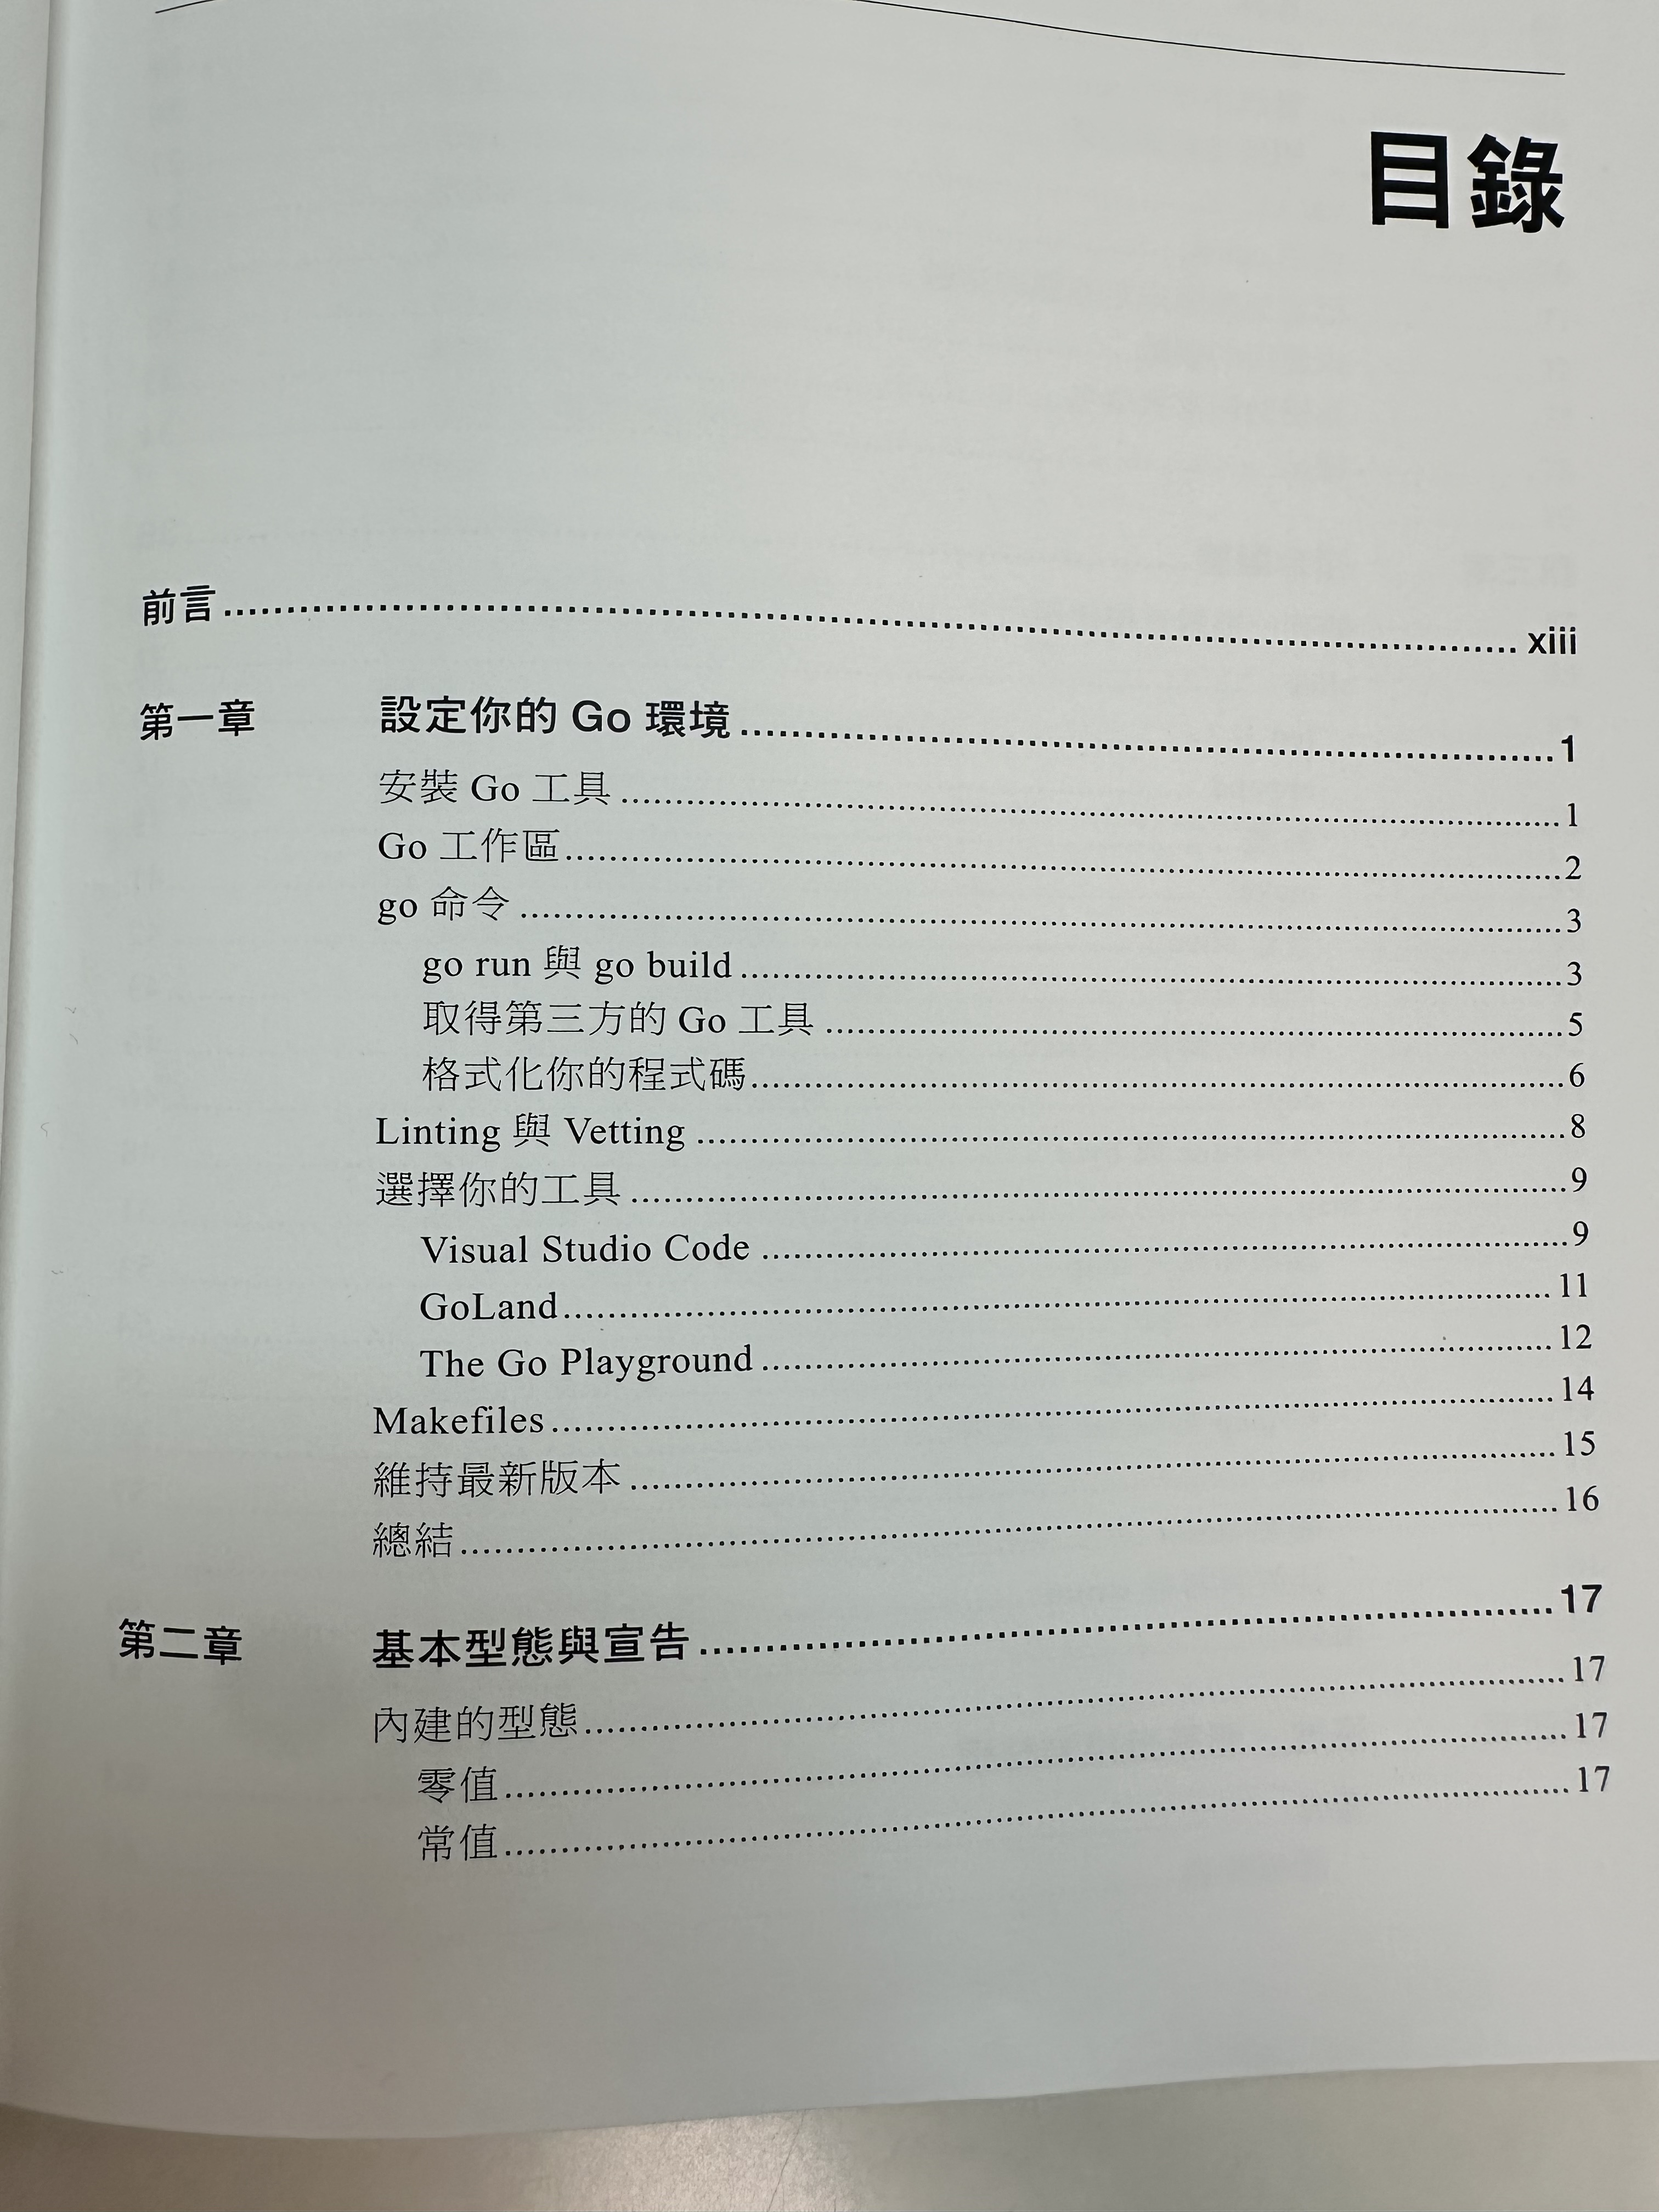 目錄
前言 xiii
第一章 設定你的 Go 環境 1
安裝 Go 工具 1
Go 工作區 2
go 命令 3
go run 與 go build 3
取得第三方的 Go 工具 5
格式化你的程式碼 6
Linting 與 Vetting 8
選擇你的工具 9
Visual Studio Code 9
GoLand 11
The Go Playground 12
Makefiles 14
維持最新版本 15
總結 16
第二章 基本型態與宣告 17
內建的型態 17
零值 17
常值 17